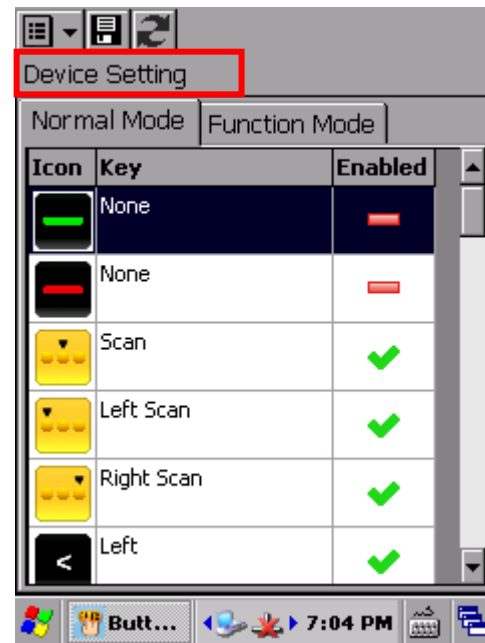 Device Setting
Normal Mode Function Mode
Icon Key Enabled
None
None
Scan
Left Scan
Right Scan
< Left
Butt... 7:04 PM